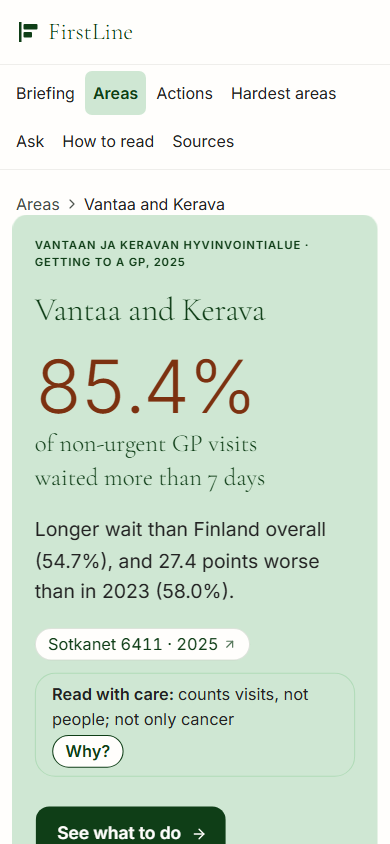 FirstLine
Briefing Areas Actions Hardest areas
Ask How to read Sources
Areas > Vantaa and Kerava
VANTAAN JA KERAVAN HYVINVOINTIALUE ·
GETTING TO A GP, 2025
Vantaa and Kerava
85.4%
of non-urgent GP visits
waited more than 7 days
Longer wait than Finland overall
(54.7%), and 27.4 points worse
than in 2023 (58.0%).
Sotkanet 6411 · 2025 ↗
Read with care: counts visits, not
people; not only cancer
Why?
See what to do →